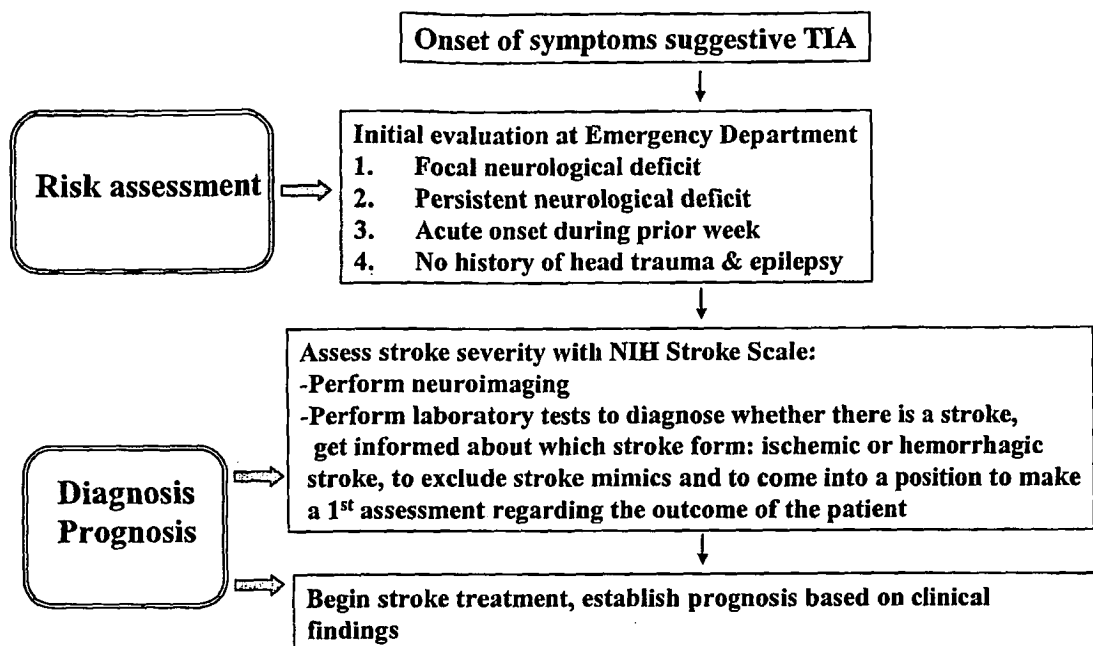 Onset of symptoms suggestive TIA
Risk assessment
Initial evaluation at Emergency Department
1. Focal neurological deficit
2. Persistent neurological deficit
3. Acute onset during prior week
4. No history of head trauma & epilepsy
Diagnosis
Prognosis
Assess stroke severity with NIH Stroke Scale:
-Perform neuroimaging
-Perform laboratory tests to diagnose whether there is a stroke,
get informed about which stroke form: ischemic or hemorrhagic
stroke, to exclude stroke mimics and to come into a position to make
a 1st assessment regarding the outcome of the patient
Begin stroke treatment, establish prognosis based on clinical
findings